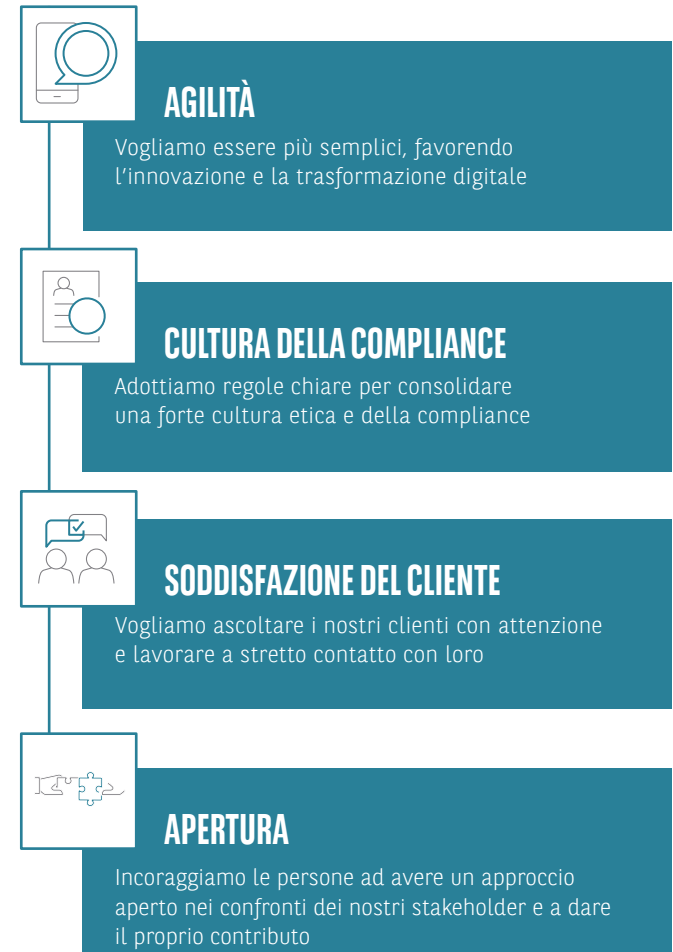 AGILITÀ
Vogliamo essere più semplici, favorendo
l’innovazione e la trasformazione digitale
CULTURA DELLA COMPLIANCE
Adottiamo regole chiare per consolidare
una forte cultura etica e della compliance
SODDISFAZIONE DEL CLIENTE
Vogliamo ascoltare i nostri clienti con attenzione
e lavorare a stretto contatto con loro
APERTURA
Incoraggiamo le persone ad avere un approccio
aperto nei confronti dei nostri stakeholder e a dare
il proprio contributo